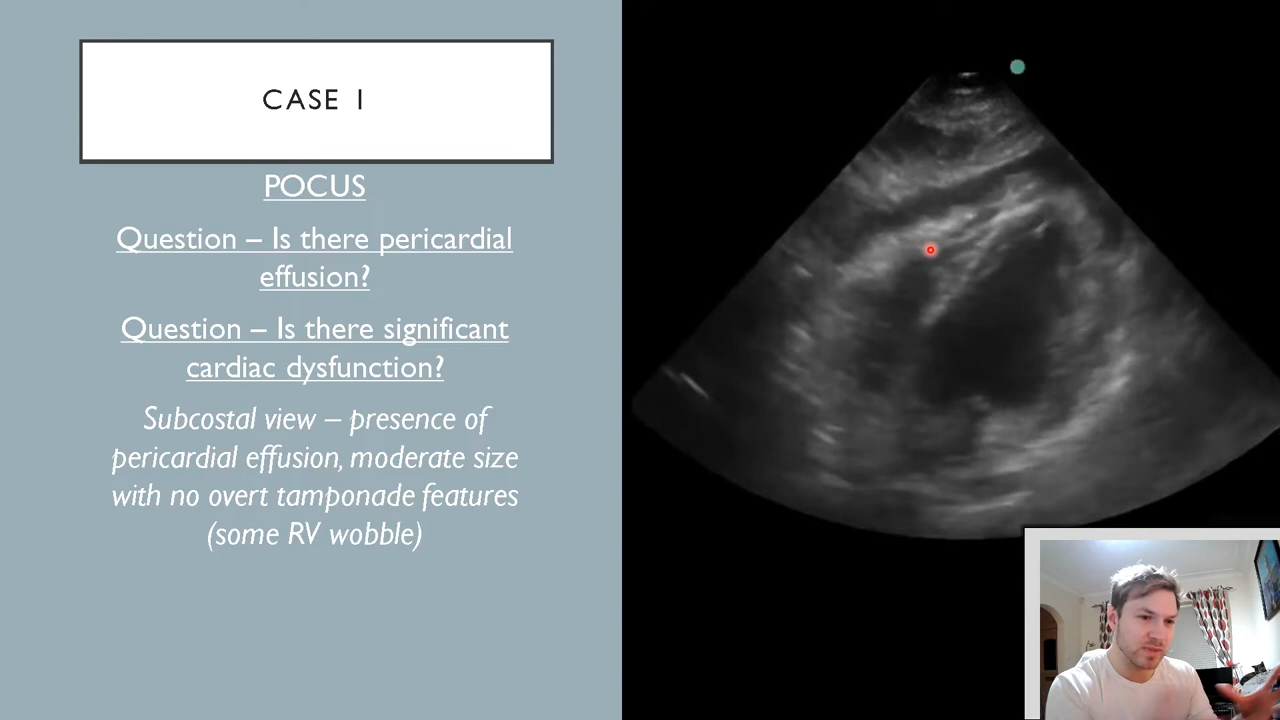 CASE 1
POCUS
Question – Is there pericardial
effusion?
Question – Is there significant
cardiac dysfunction?
Subcostal view – presence of
pericardial effusion, moderate size
with no overt tamponade features
(some RV wobble)